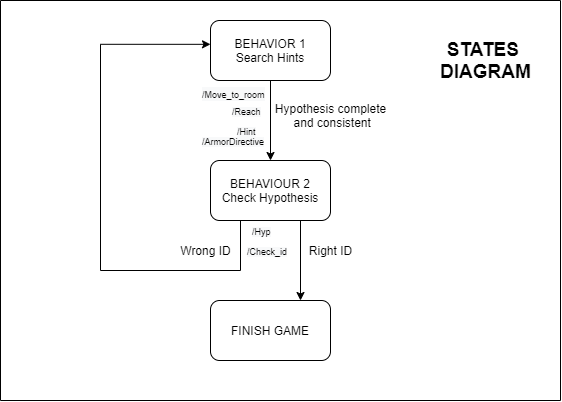 STATES
DIAGRAM
BEHAVIOR 1
Search Hints
/Move_to_room
/Reach
/Hint
/ArmorDirective
Hypothesis complete
and consistent
BEHAVIOUR 2
Check Hypothesis
Wrong ID
/Hyp
/Check_id
Right ID
FINISH GAME